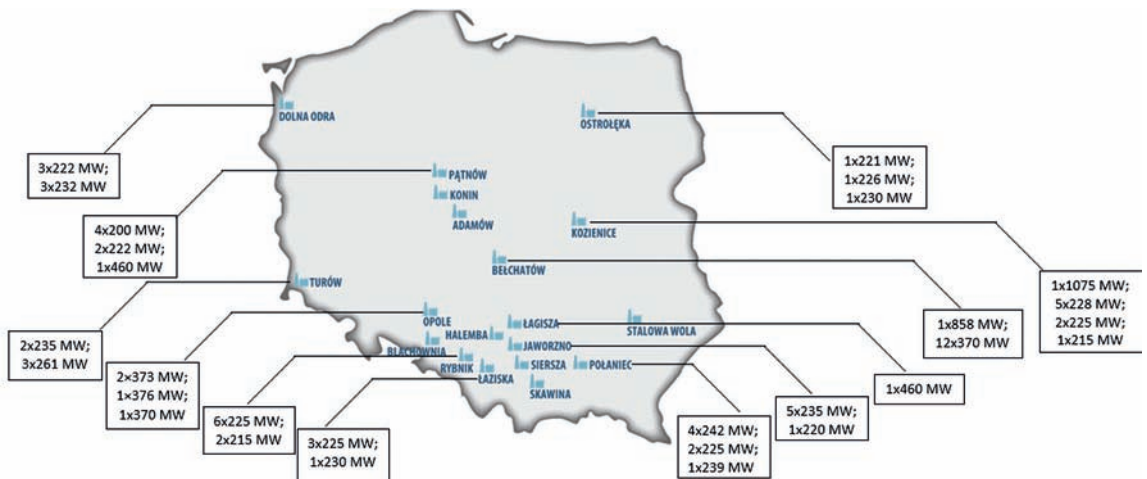 DOLNA ODRA
OSTROŁĘKA
3x222 MW;
3x232 MW
1x221 MW;
1x226 MW;
1x230 MW
PĄTNÓW
KONIN
ADAMÓW
KOZIENICE
4x200 MW;
2x222 MW;
1x460 MW
BEŁCHATÓW
TURÓW
1x1075 MW;
5x228 MW;
2x225 MW;
1x215 MW
OPOLE
ŁAGISZA
STALOWA WOLA
1x858 MW;
12x370 MW
HALEMBA
2x235 MW;
3x261 MW
BLACHOWNIA
JAWORZNO
RYBNIK
ŁAZISKA
SIERSZA
POŁANIEC
SKAWINA
2x373 MW;
1x376 MW;
1x370 MW
1x460 MW
6x225 MW;
2x215 MW
5x235 MW;
1x220 MW
3x225 MW;
1x230 MW
4x242 MW;
2x225 MW;
1x239 MW